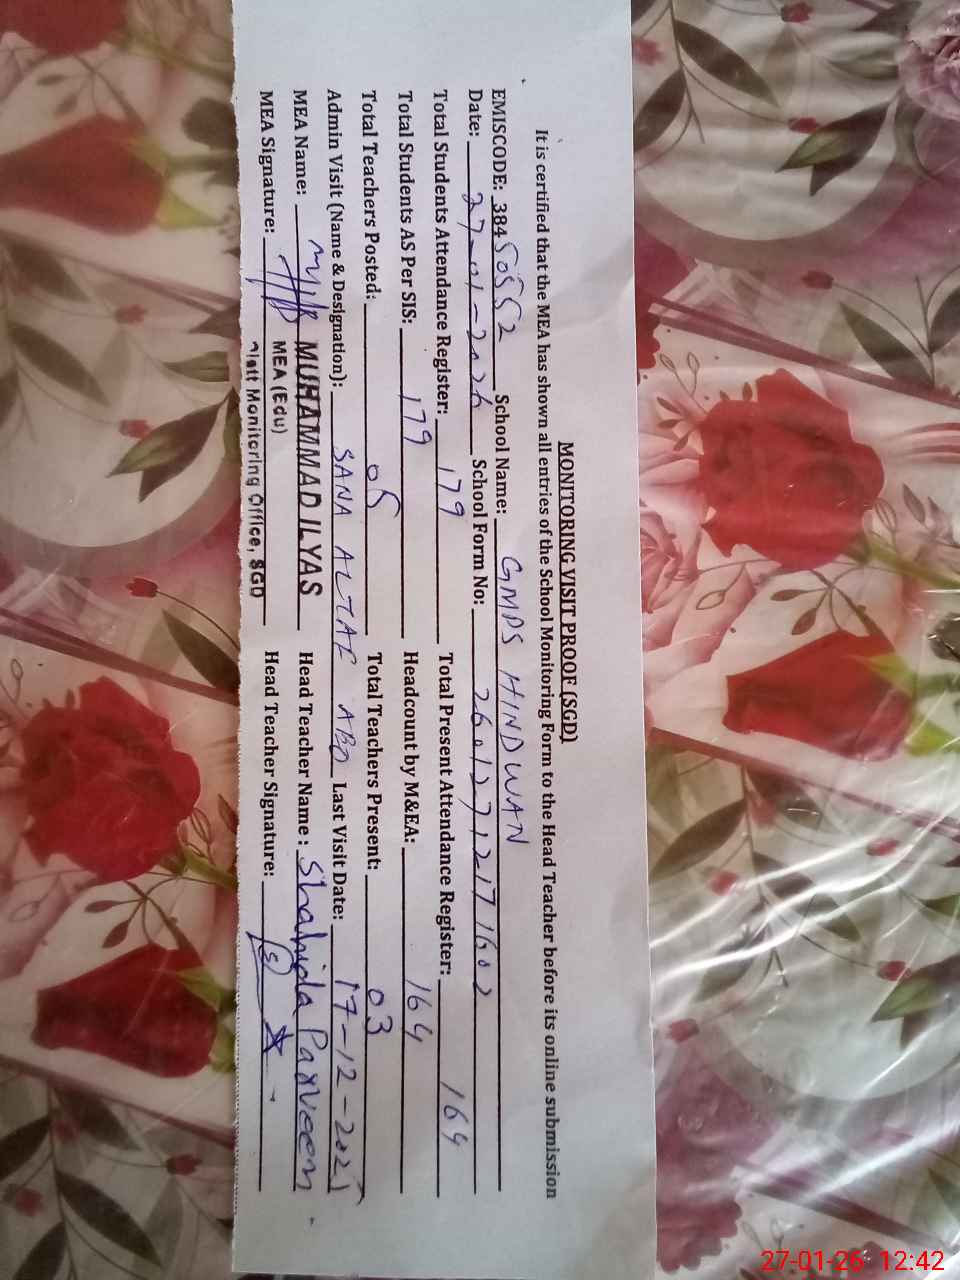 MONITORING VISIT PROOF (SGD)
It is certified that the MEA has shown all entries of the School Monitoring Form to the Head Teacher before its online submission
EMISCODE: 38450552 School Name: GMPS HINDWAN
Date: 27-01-2026 School Form No: 26012712171602
Total Students Attendance Register: 179 Total Present Attendance Register: 164
Total Students AS Per SIS: 179 Headcount by M&EA: 164
Total Teachers Posted: 05 Total Teachers Present: 03
Admin Visit (Name & Designation): SANA ALTAF Last Visit Date: 17-12-2025
MEA Name: MUHAMMAD ILYAS Head Teacher Name: Shahida Parveen
MEA (Edu)
MEA Signature: Head Teacher Signature:
Distt Monitoring Office, SGD
27-01-26 12:42